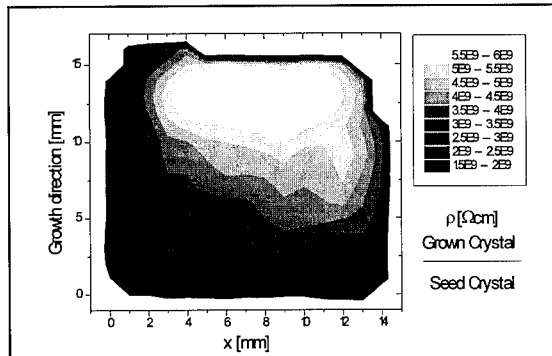 15
10
5
0
Growth direction [mm]
0 2 4 6 8 10 12 14
x [mm]
5.5E9 – 6E9
5E9 – 5.5E9
4.5E9 – 5E9
4E9 – 4.5E9
3.5E9 – 4E9
3E9 – 3.5E9
2.5E9 – 3E9
2E9 – 2.5E9
1.5E9 – 2E9
ρ [Ωcm]
Grown Crystal
Seed Crystal